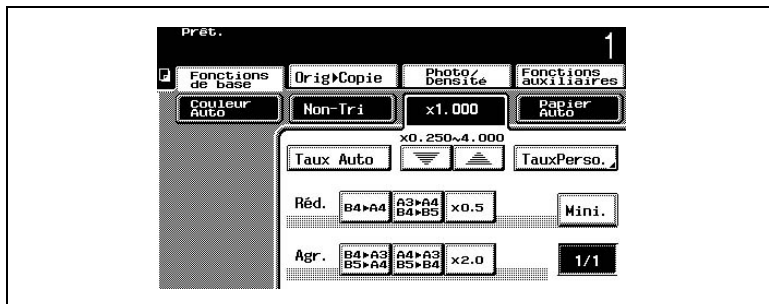 Prêt.
1
Fonctions de base
Orig▸Copie
Photo/Densité
Fonctions auxiliaires
Couleur Auto
Non-Tri
x1.000
Papier Auto
x0.250~4.000
Taux Auto
TauxPerso.
Réd.
B4▸A4
A3▸A4
B4▸B5
x0.5
Mini.
Agr.
B4▸A3
B5▸A4
A4▸A3
B5▸B4
x2.0
1/1